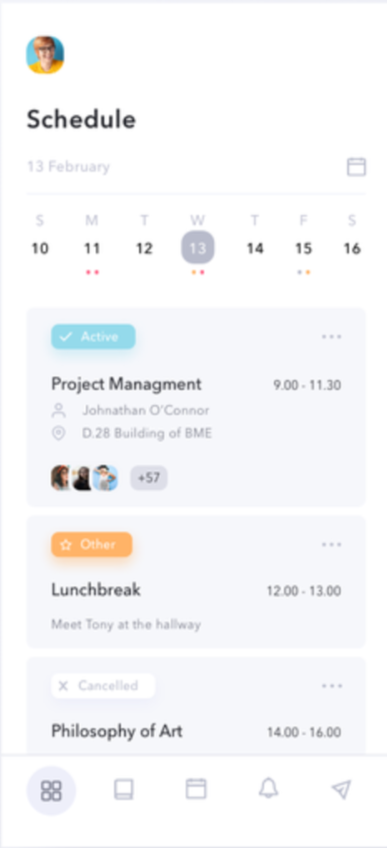 Schedule
13 February
S M T W T F S
10 11 12 13 14 15 16
Active
Project Managment 9.00 - 11.30
Johnathan O'Connor
D.28 Building of BME
+57
Other
Lunchbreak 12.00 - 13.00
Meet Tony at the hallway
Cancelled
Philosophy of Art 14.00 - 16.00